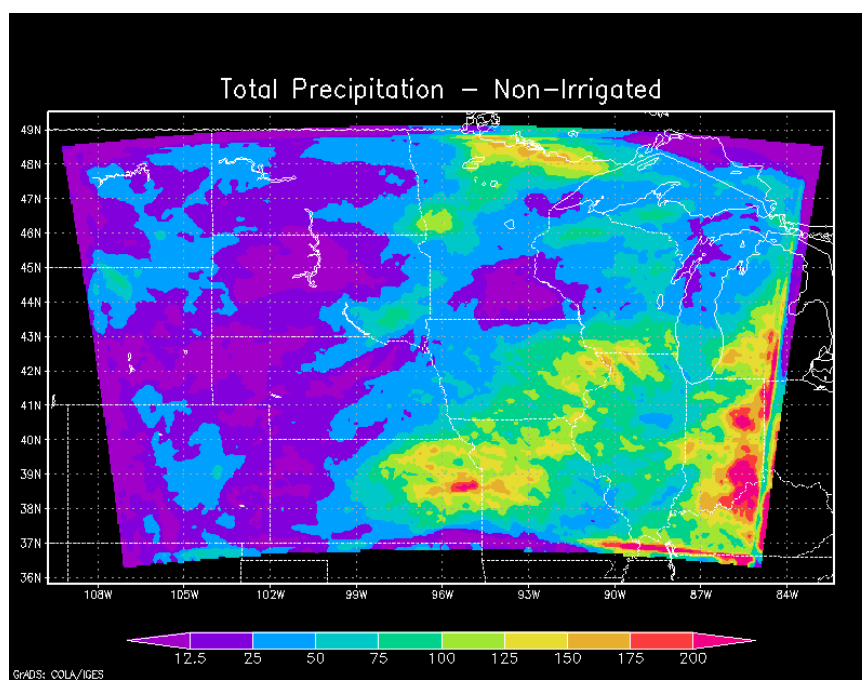 Total Precipitation – Non–Irrigated
49N
48N
47N
46N
45N
44N
43N
42N
41N
40N
39N
38N
37N
36N
108W 105W 102W 99W 96W 93W 90W 87W 84W
12.5 25 50 75 100 125 150 175 200
GrADS: COLA/IGES